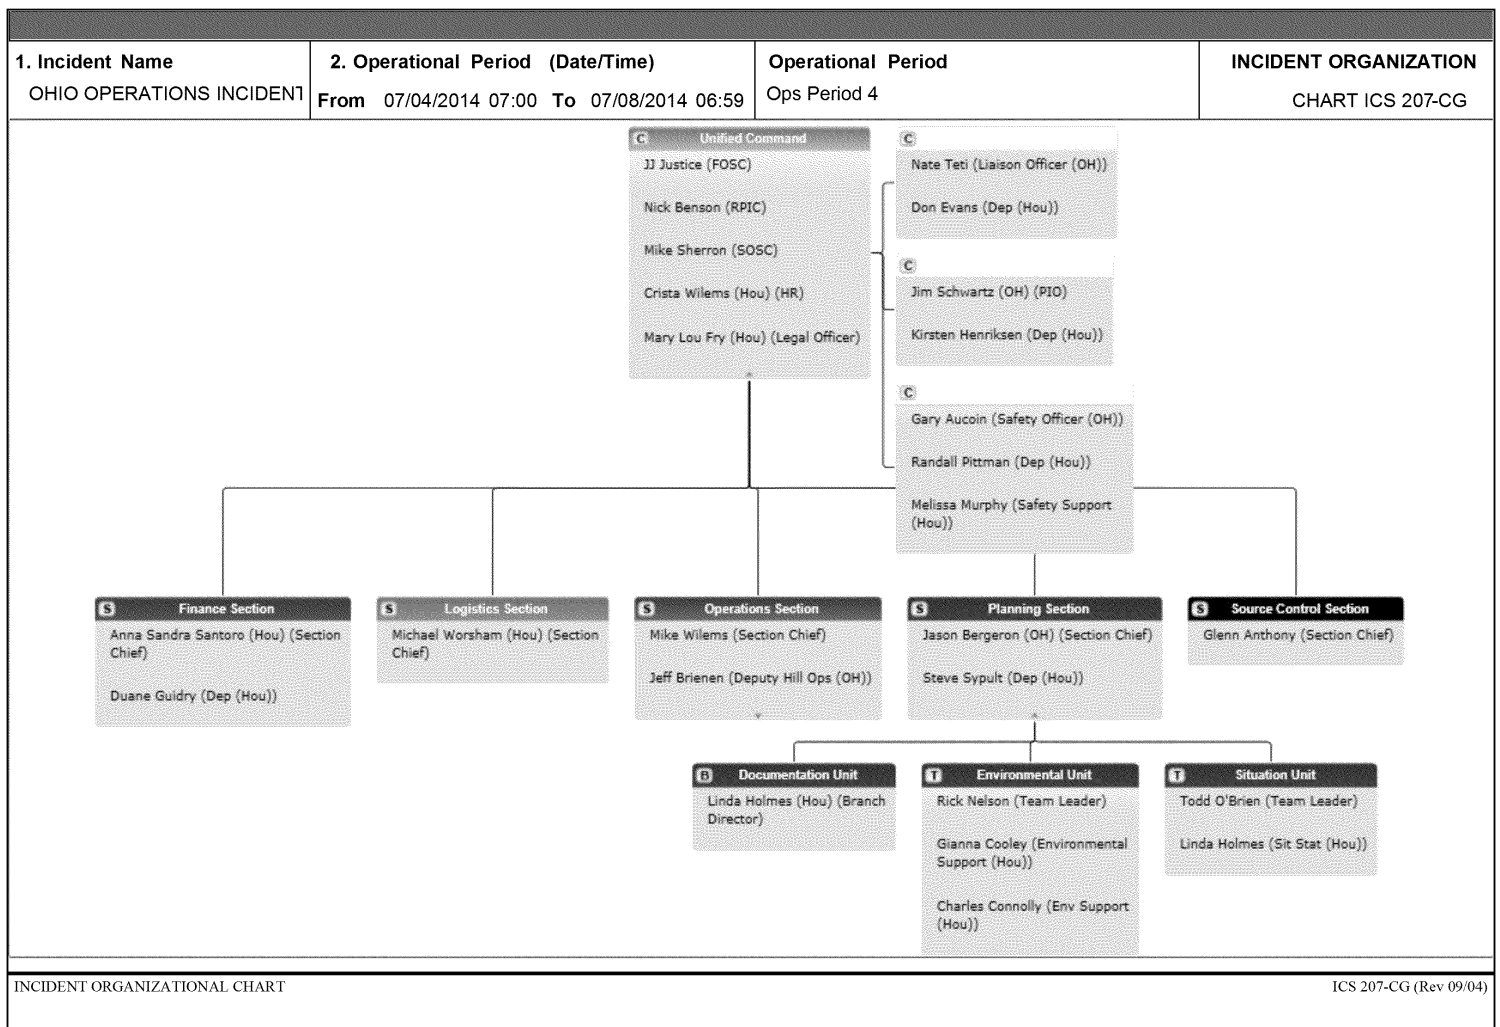 1. Incident Name
OHIO OPERATIONS INCIDENT
2. Operational Period (Date/Time)
From 07/04/2014 07:00 To 07/08/2014 06:59
Operational Period
Ops Period 4
INCIDENT ORGANIZATION
CHART ICS 207-CG
C Unified Command
JJ Justice (FOSC)
Nick Benson (RPIC)
Mike Sherron (SOSC)
Crista Wilems (Hou) (HR)
Mary Lou Fry (Hou) (Legal Officer)
C
Nate Teti (Liaison Officer (OH))
Don Evans (Dep (Hou))
C
Jim Schwartz (OH) (PIO)
Kirsten Henriksen (Dep (Hou))
C
Gary Aucoin (Safety Officer (OH))
Randall Pittman (Dep (Hou))
Melissa Murphy (Safety Support
(Hou))
S Finance Section
Anna Sandra Santoro (Hou) (Section
Chief)
Duane Guidry (Dep (Hou))
S Logistics Section
Michael Worsham (Hou) (Section
Chief)
S Operations Section
Mike Wilems (Section Chief)
Jeff Brienen (Deputy Hill Ops (OH))
S Planning Section
Jason Bergeron (OH) (Section Chief)
Steve Sypult (Dep (Hou))
S Source Control Section
Glenn Anthony (Section Chief)
B Documentation Unit
Linda Holmes (Hou) (Branch
Director)
T Environmental Unit
Rick Nelson (Team Leader)
Gianna Cooley (Environmental
Support (Hou))
Charles Connolly (Env Support
(Hou))
T Situation Unit
Todd O'Brien (Team Leader)
Linda Holmes (Sit Stat (Hou))
INCIDENT ORGANIZATIONAL CHART
ICS 207-CG (Rev 09/04)